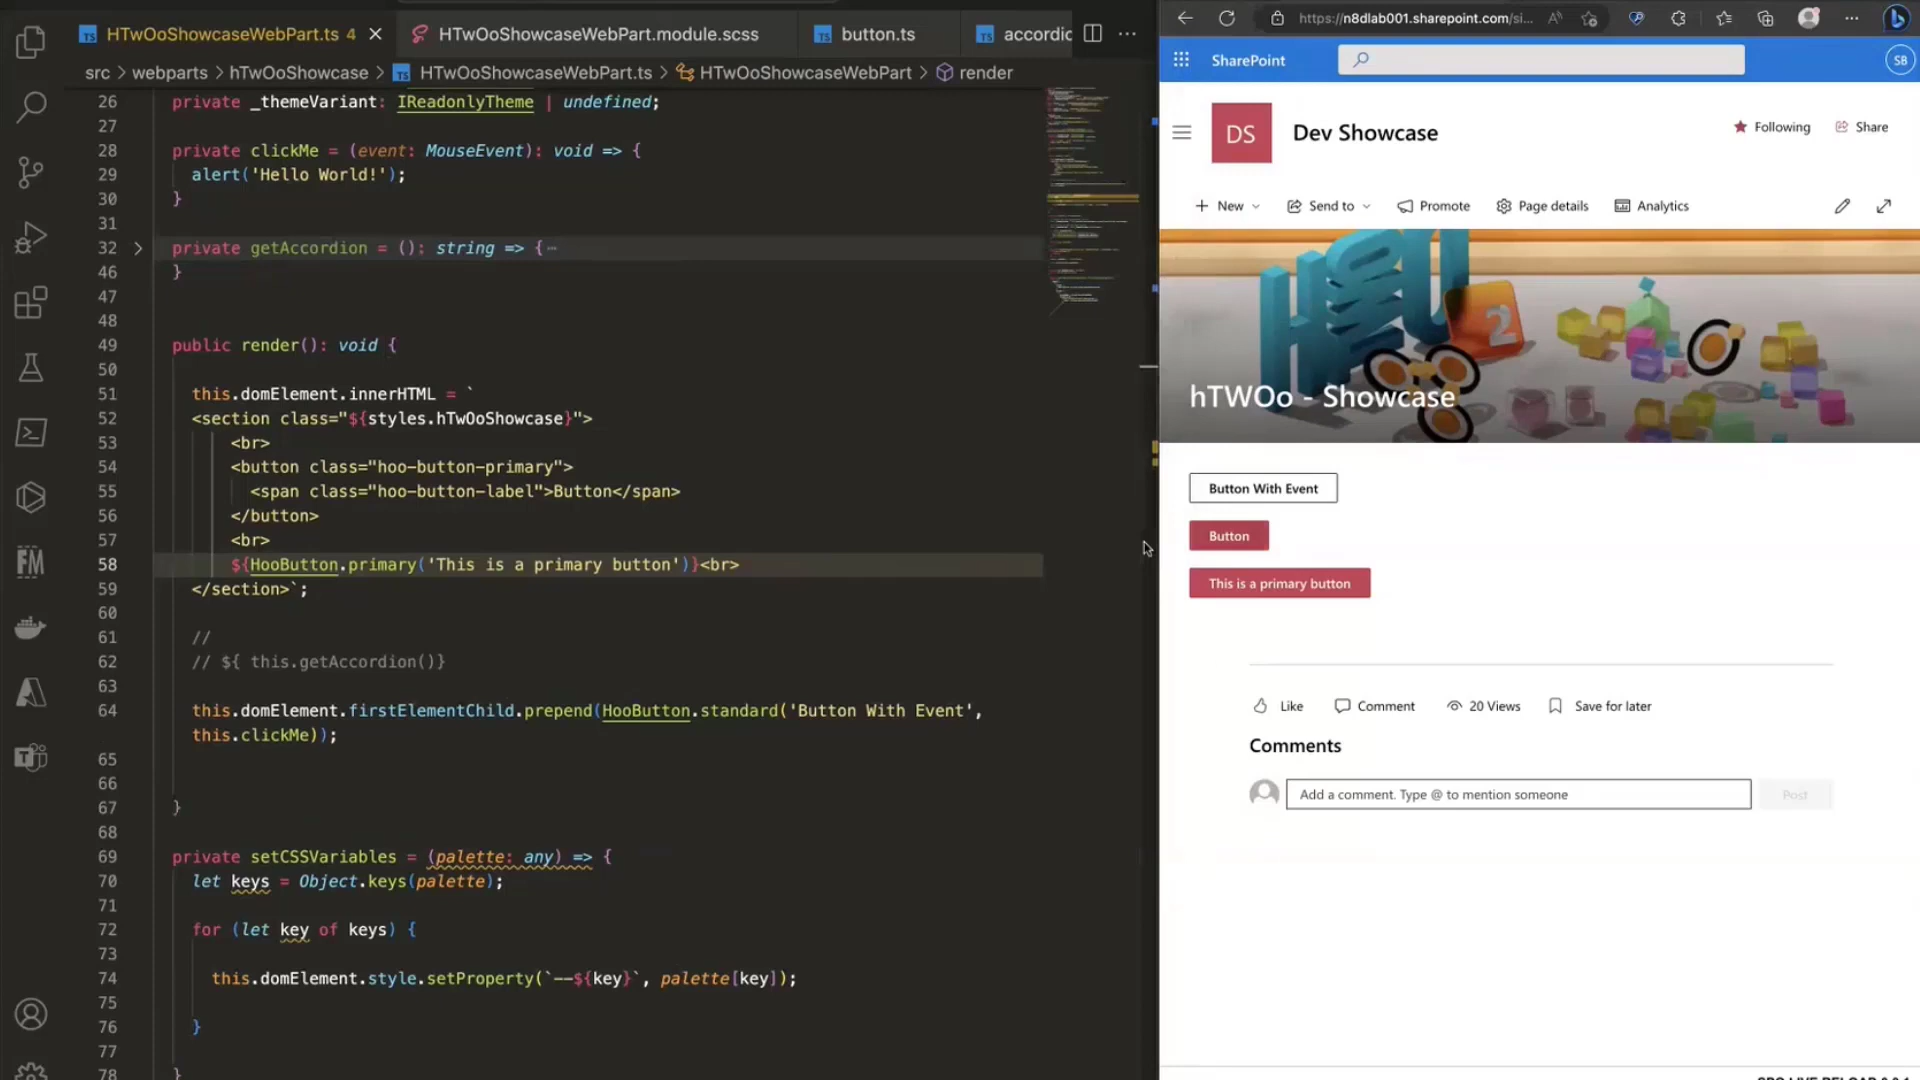 HTwOoShowcaseWebPart.ts 4
HTwOoShowcaseWebPart.module.scss
button.ts
accordic
src > webparts > hTwOoShowcase > HTwOoShowcaseWebPart.ts > HTwOoShowcaseWebPart > render
26 private _themeVariant: IReadonlyTheme | undefined;
27
28 private clickMe = (event: MouseEvent): void => {
29 alert('Hello World!');
30 }
31
32 private getAccordion = (): string => {⋯
46 }
47
48
49 public render(): void {
50
51 this.domElement.innerHTML = `
52 <section class="${styles.hTwOoShowcase}">
53 <br>
54 <button class="hoo-button-primary">
55 <span class="hoo-button-label">Button</span>
56 </button>
57 <br>
58 ${HooButton.primary('This is a primary button')}<br>
59 </section>`;
60
61 //
62 // ${ this.getAccordion()}
63
64 this.domElement.firstElementChild.prepend(HooButton.standard('Button With Event',
this.clickMe));
65
66
67 }
68
69 private setCSSVariables = (palette: any) => {
70 let keys = Object.keys(palette);
71
72 for (let key of keys) {
73
74 this.domElement.style.setProperty(`--${key}`, palette[key]);
75
76 }
77
78 }
FM
https://n8dlab001.sharepoint.com/si...
SharePoint
SB
DS
Dev Showcase
Following
Share
New
Send to
Promote
Page details
Analytics
2
hTWOo - Showcase
Button With Event
Button
This is a primary button
Like
Comment
20 Views
Save for later
Comments
Add a comment. Type @ to mention someone
Post